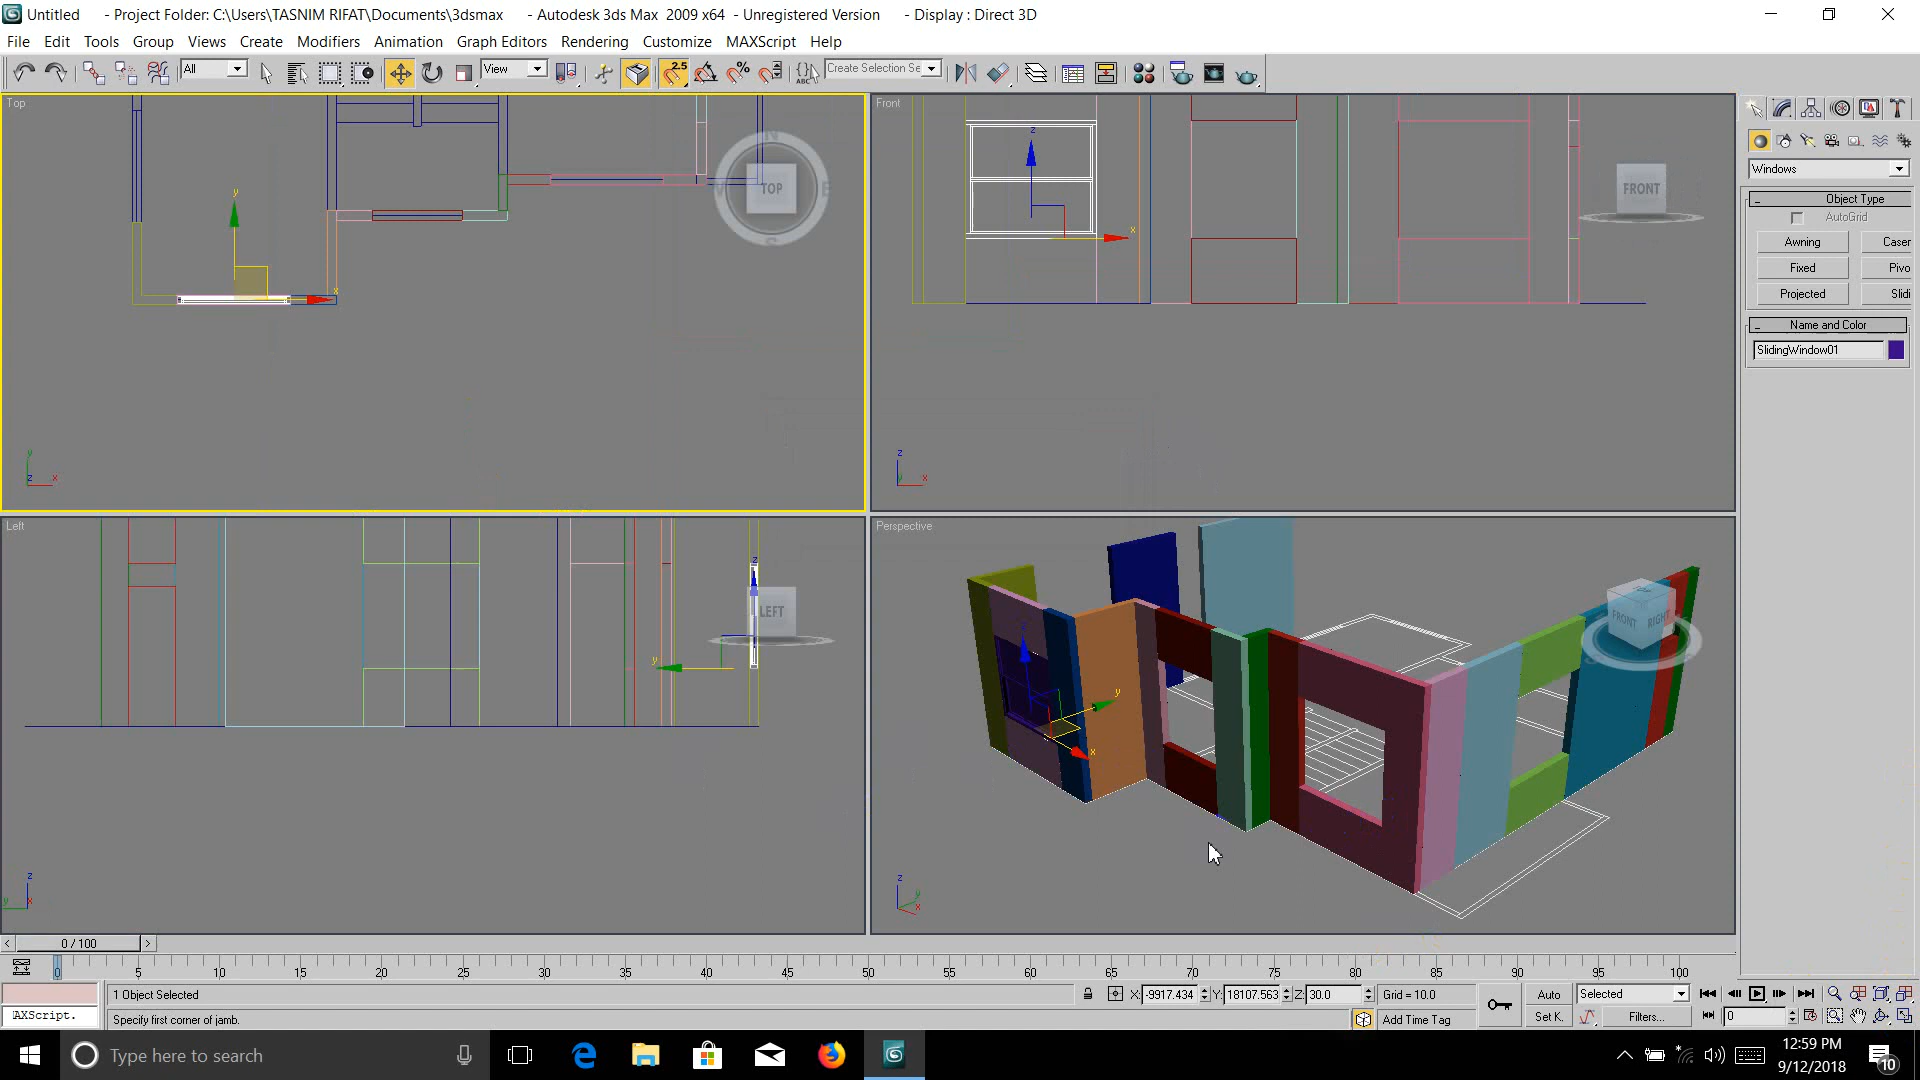 Untitled - Project Folder: C:\Users\TASNIM RIFAT\Documents\3dsmax - Autodesk 3ds Max 2009 x64 - Unregistered Version - Display : Direct 3D
File Edit Tools Group Views Create Modifiers Animation Graph Editors Rendering Customize MAXScript Help
All View 2.5 % ABC Create Selection Se
Top Front
TOP FRONT
y z
x x
Windows
Object Type
AutoGrid
Awning Caser
Fixed Pivo
Projected Slidi
Name and Color
SlidingWindow01
y z x
z y x
Left Perspective
LEFT FRONT RIGHT
z y
z y x
z y x
z y x
< 0 / 100 >
0 5 10 15 20 25 30 35 40 45 50 55 60 65 70 75 80 85 90 95 100
1 Object Selected X: -9917.434 Y: 18107.563 Z: 30.0 Grid = 10.0 Auto Selected
AXScript. Specify first corner of jamb. Add Time Tag Set K. Filters... 0
Type here to search
12:59 PM
9/12/2018
10